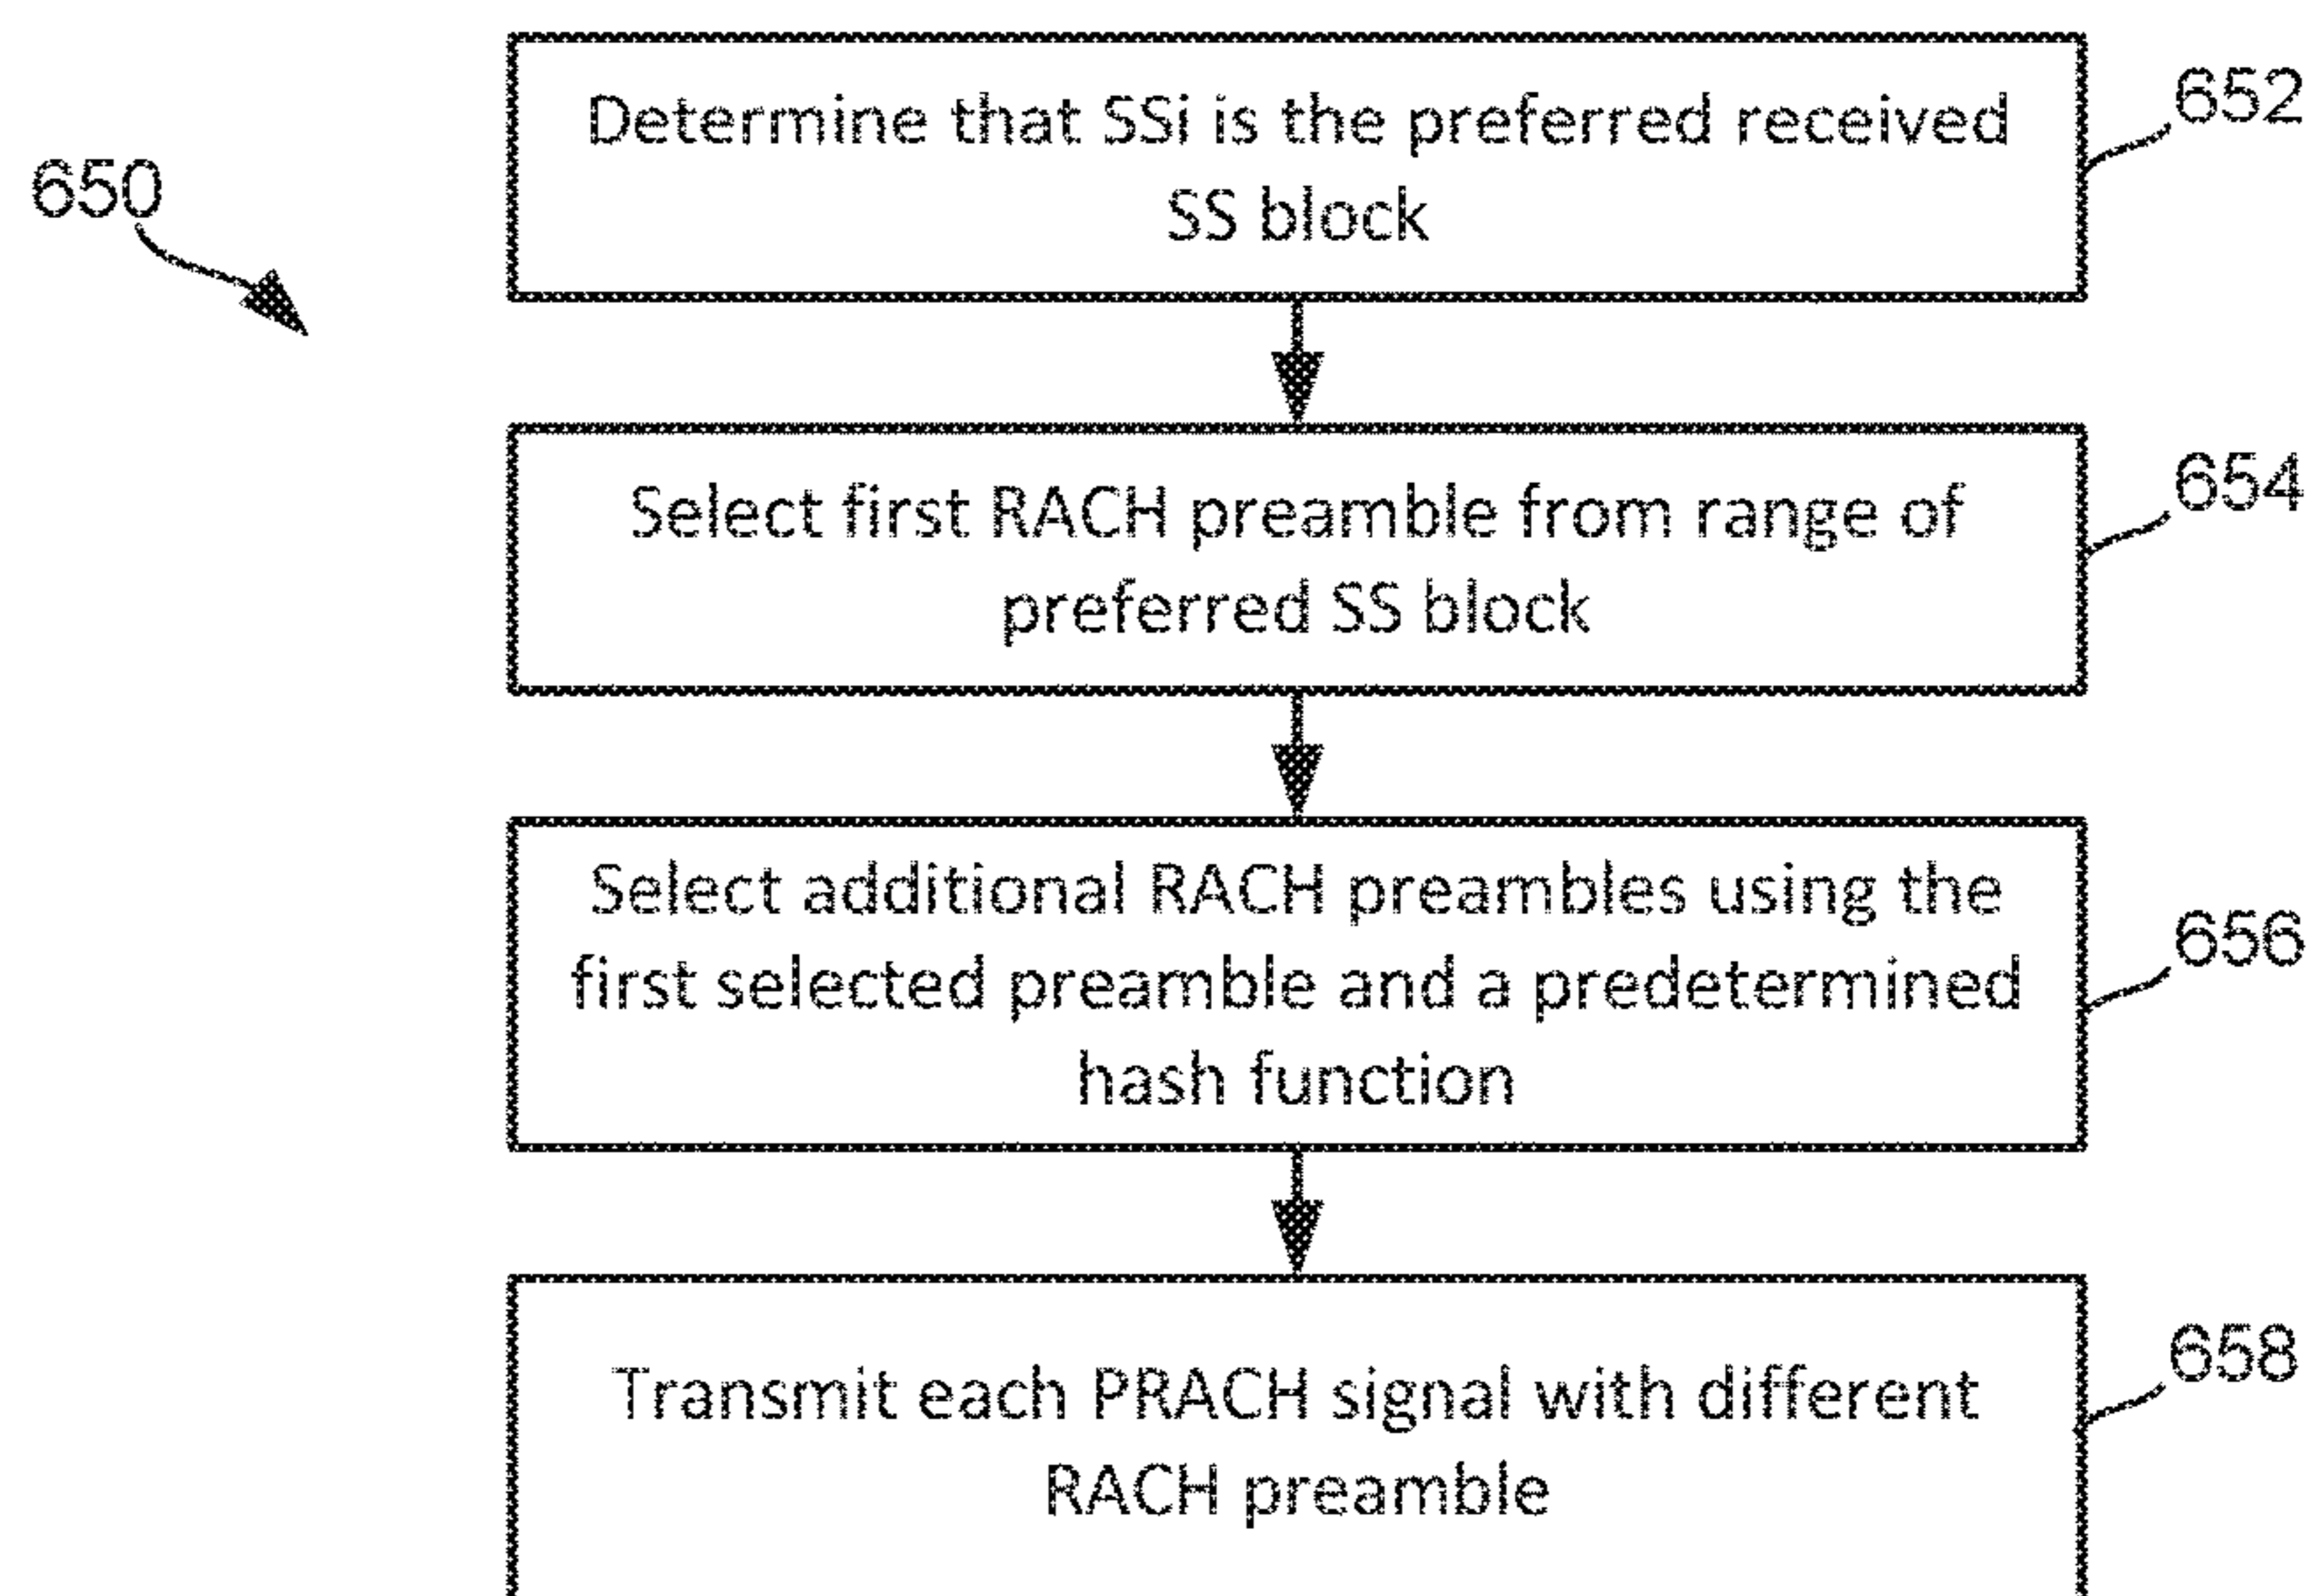 Determine that SSi is the preferred received
SS block
652
650
Select first RACH preamble from range of
preferred SS block
654
Select additional RACH preambles using the
first selected preamble and a predetermined
hash function
656
Transmit each PRACH signal with different
RACH preamble
658